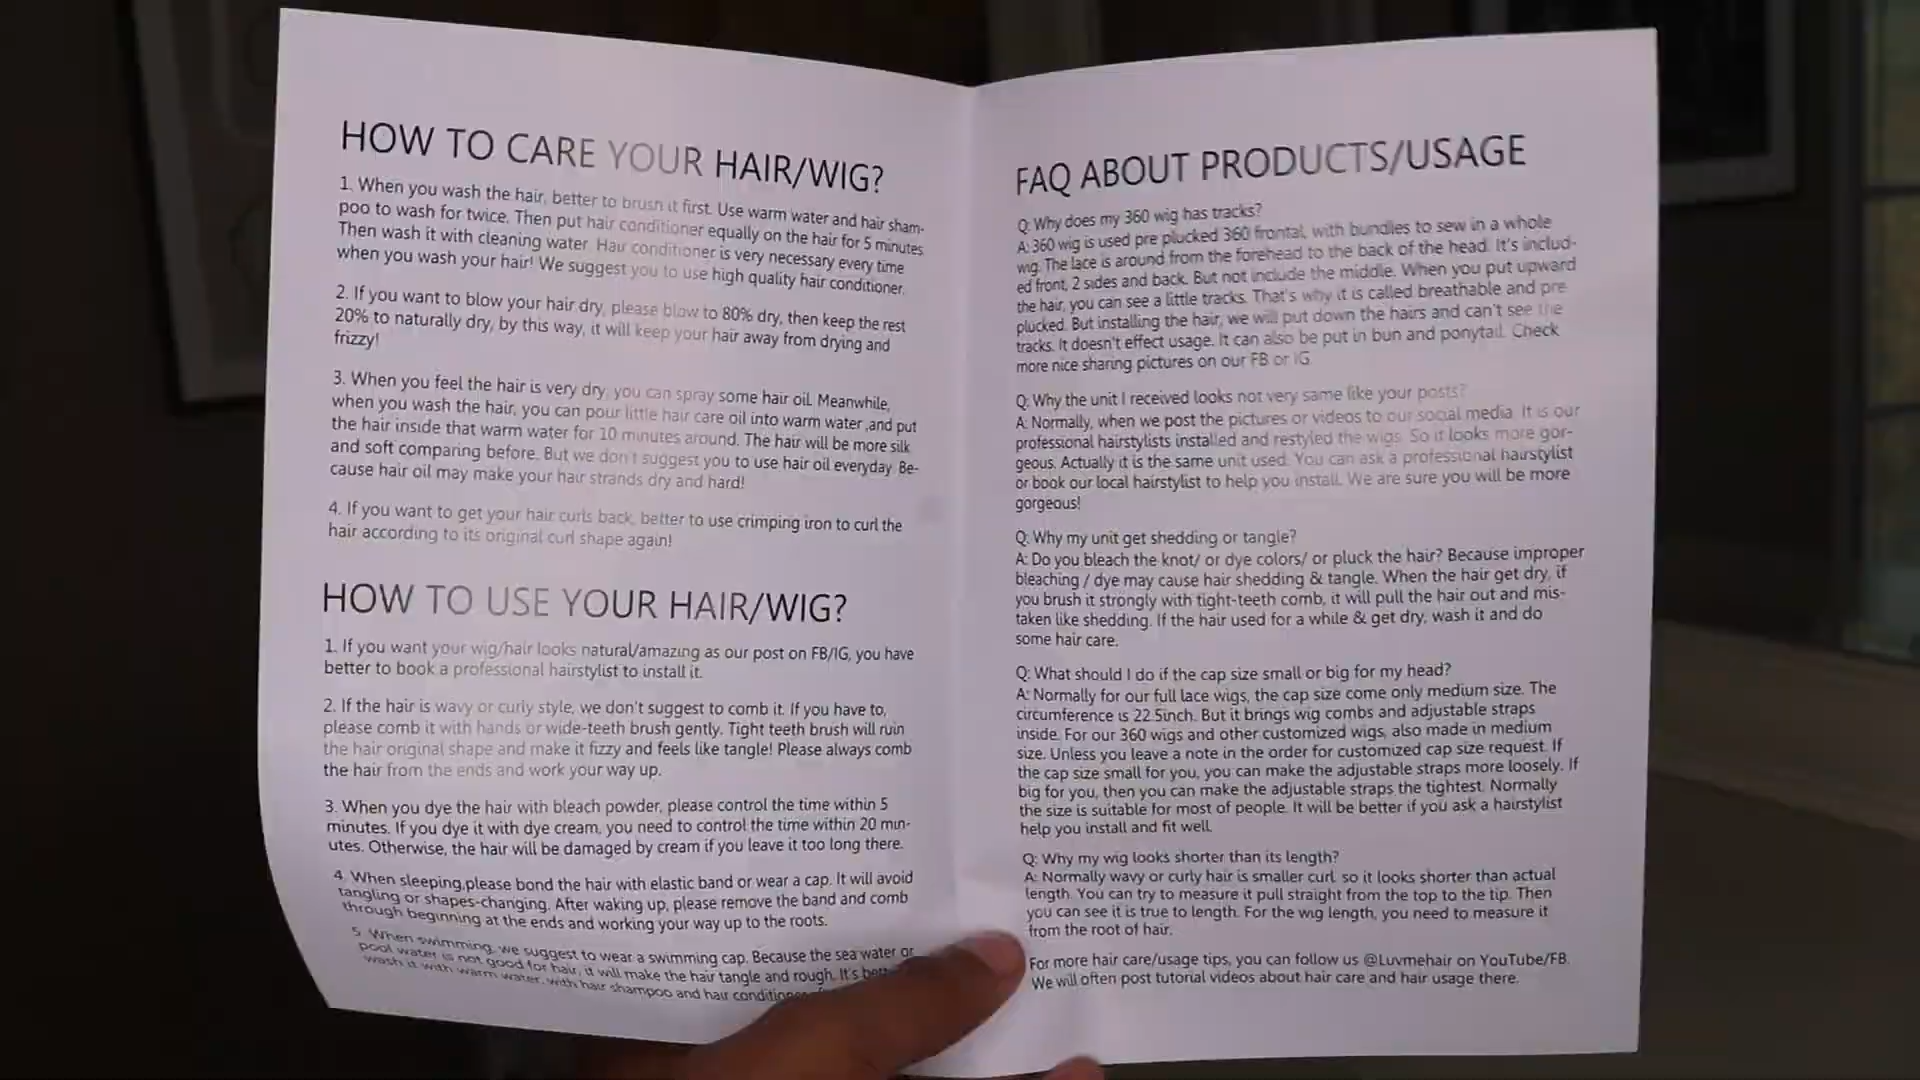 HOW TO CARE YOUR HAIR/WIG?
1. When you wash the hair, better to brush it first. Use warm water and hair sham-
poo to wash for twice. Then put hair conditioner equally on the hair for 5 minutes
Then wash it with cleaning water. Hair conditioner is very necessary every time
when you wash your hair! We suggest you to use high quality hair conditioner.
2. If you want to blow your hair dry, please blow to 80% dry, then keep the rest
20% to naturally dry, by this way, it will keep your hair away from drying and
frizzy!
3. When you feel the hair is very dry, you can spray some hair oil. Meanwhile,
when you wash the hair, you can pour little hair care oil into warm water ,and put
the hair inside that warm water for 10 minutes around. The hair will be more silk
and soft comparing before. But we don't suggest you to use hair oil everyday. Be-
cause hair oil may make your hair strands dry and hard!
4. If you want to get your hair curls back, better to use crimping iron to curl the
hair according to its original curl shape again!
HOW TO USE YOUR HAIR/WIG?
1. If you want your wig/hair looks natural/amazing as our post on FB/IG, you have
better to book a professional hairstylist to install it.
2. If the hair is wavy or curly style, we don't suggest to comb it. If you have to,
please comb it with hands or wide-teeth brush gently. Tight teeth brush will ruin
the hair original shape and make it fizzy and feels like tangle! Please always comb
the hair from the ends and work your way up.
3. When you dye the hair with bleach powder, please control the time within 5
minutes. If you dye it with dye cream, you need to control the time within 20 min-
utes. Otherwise, the hair will be damaged by cream if you leave it too long there.
4. When sleeping,please bond the hair with elastic band or wear a cap. It will avoid
tangling or shapes-changing. After waking up, please remove the band and comb
through beginning at the ends and working your way up to the roots.
5. When swimming, we suggest to wear a swimming cap. Because the sea water or
pool water is not good for hair, it will make the hair tangle and rough. It's
wash it with warm water, with hair shampoo and hair
FAQ ABOUT PRODUCTS/USAGE
Q: Why does my 360 wig has tracks?
A: 360 wig is used pre plucked 360 frontal, with bundles to sew in a whole
wig. The lace is around from the forehead to the back of the head. It's includ-
ed front, 2 sides and back. But not include the middle. When you put upward
the hair, you can see a little tracks. That's why it is called breathable and pre
plucked. But installing the hair, we will put down the hairs and can't see the
tracks. It doesn't effect usage. It can also be put in bun and ponytail. Check
more nice sharing pictures on our FB or IG.
Q: Why the unit I received looks not very same like your posts?
A: Normally, when we post the pictures or videos to our social media. It is our
professional hairstylists installed and restyled the wigs. So it looks more gor-
geous. Actually it is the same unit used. You can ask a professional hairstylist
or book our local hairstylist to help you install. We are sure you will be more
gorgeous!
Q: Why my unit get shedding or tangle?
A: Do you bleach the knot/ or dye colors/ or pluck the hair? Because improper
bleaching / dye may cause hair shedding & tangle. When the hair get dry, if
you brush it strongly with tight-teeth comb, it will pull the hair out and mis-
taken like shedding. If the hair used for a while & get dry, wash it and do
some hair care.
Q: What should I do if the cap size small or big for my head?
A: Normally for our full lace wigs, the cap size come only medium size. The
circumference is 22.5inch. But it brings wig combs and adjustable straps
inside. For our 360 wigs and other customized wigs, also made in medium
size. Unless you leave a note in the order for customized cap size request. If
the cap size small for you, you can make the adjustable straps more loosely. If
big for you, then you can make the adjustable straps the tightest. Normally
the size is suitable for most of people. It will be better if you ask a hairstylist
help you install and fit well.
Q: Why my wig looks shorter than its length?
A: Normally wavy or curly hair is smaller curl. so it looks shorter than actual
length. You can try to measure it pull straight from the top to the tip. Then
you can see it is true to length. For the wig length, you need to measure it
from the root of hair.
For more hair care/usage tips, you can follow us @Luvmehair on YouTube/FB.
We will often post tutorial videos about hair care and hair usage there.